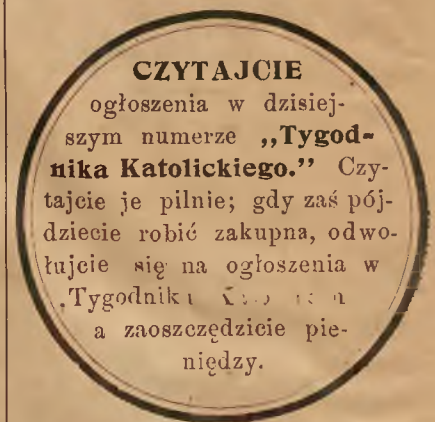 CZYTAJCIE
ogłoszenia w dzisiej-
szym numerze „Tygod-
nika Katolickiego.” Czy-
tajcie je pilnie; gdy zaś pój-
dziecie robić zakupna, odwo-
łujcie się na ogłoszenia w
a zaoszczędzicie pie-
niędzy.